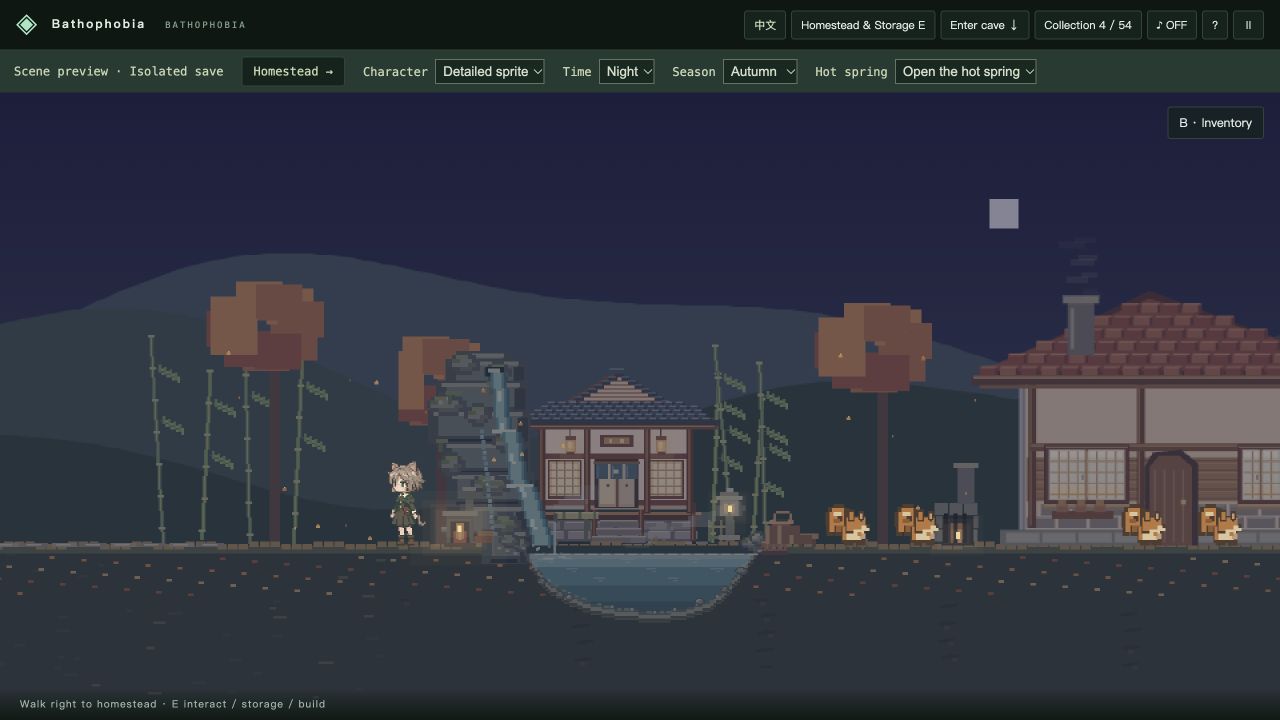 Bathophobia BATHOPHOBIA 中文 Homestead & Storage E Enter cave ↓ Collection 4 / 54 ♪ OFF ? II
Scene preview · Isolated save Homestead → Character Detailed sprite Time Night Season Autumn Hot spring Open the hot spring
B · Inventory
Walk right to homestead · E interact / storage / build